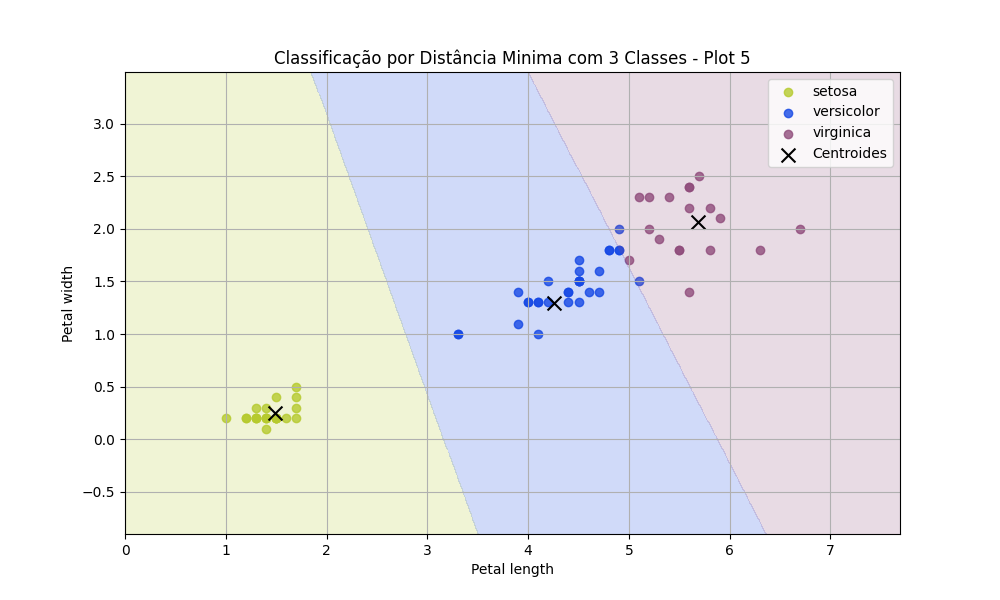 Classificação por Distância Minima com 3 Classes - Plot 5
setosa
versicolor
virginica
Centroides
Petal width
3.0
2.5
2.0
1.5
1.0
0.5
0.0
−0.5
0 1 2 3 4 5 6 7
Petal length